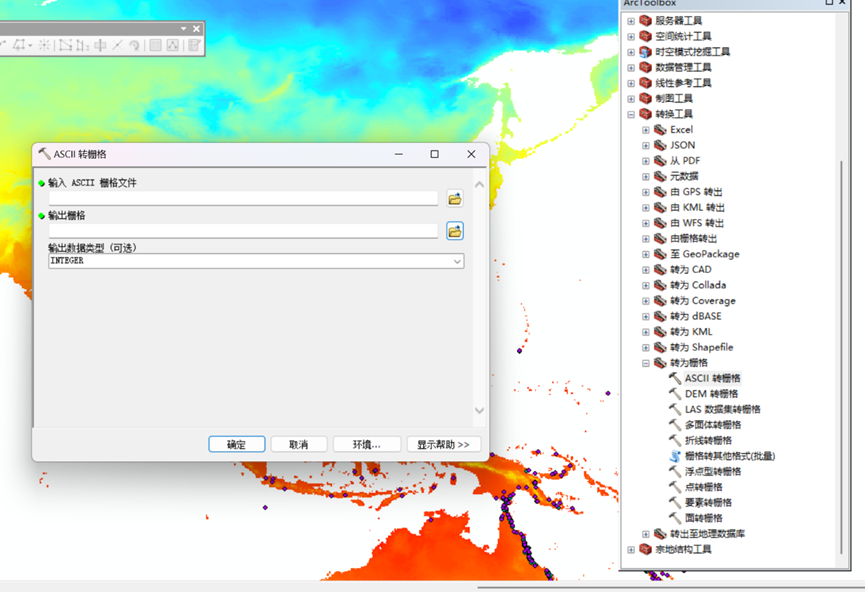 ArcToolbox
服务器工具
空间统计工具
时空模式挖掘工具
数据管理工具
线性参考工具
制图工具
转换工具
Excel
JSON
从 PDF
元数据
由 GPS 转出
由 KML 转出
由 WFS 转出
由栅格转出
至 GeoPackage
转为 CAD
转为 Collada
转为 Coverage
转为 dBASE
转为 KML
转为 Shapefile
转为栅格
ASCII 转栅格
DEM 转栅格
LAS 数据集转栅格
多面体转栅格
折线转栅格
栅格转其他格式(批量)
浮点型转栅格
点转栅格
要素转栅格
面转栅格
转出至地理数据库
宗地结构工具
ASCII 转栅格
输入 ASCII 栅格文件
输出栅格
输出数据类型 (可选)
INTEGER
确定
取消
环境...
显示帮助 >>